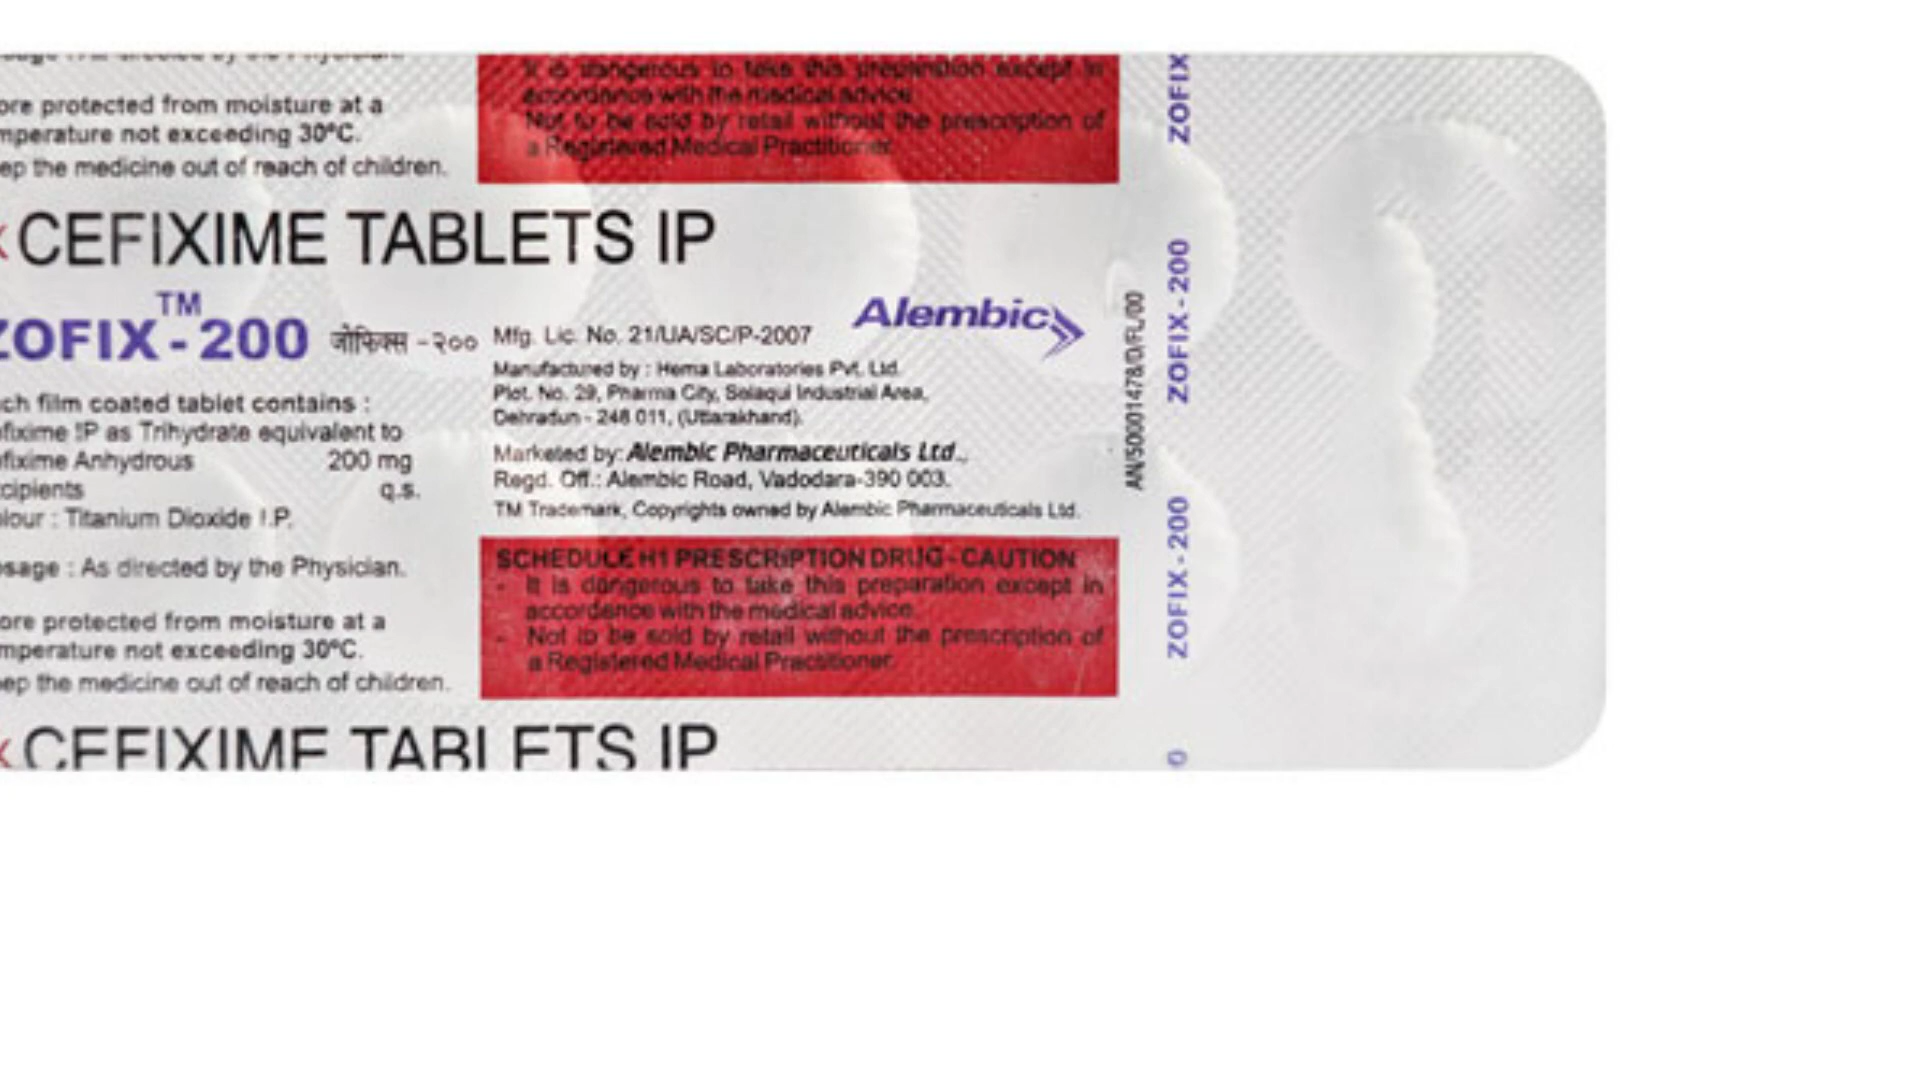 ore protected from moisture at a
mperature not exceeding 30°C.
ep the medicine out of reach of children.
It is dangerous to take this preparation except in
accordance with the medical advice.
Not to be sold by retail without the prescription of
a Registered Medical Practitioner.
CEFIXIME TABLETS IP
TM
ZOFIX - 200 जोफिक्स - २००
ch film coated tablet contains :
fixime IP as Trihydrate equivalent to
fixime Anhydrous 200 mg
cipients q.s.
lour : Titanium Dioxide I.P.
sage : As directed by the Physician.
ore protected from moisture at a
mperature not exceeding 30°C.
ep the medicine out of reach of children.
Alembic
Mfg. Lic. No. 21/UA/SC/P-2007
Manufactured by : Hema Laboratories Pvt. Ltd.
Plot. No. 29, Pharma City, Selaqui Industrial Area,
Dehradun - 248 011, (Uttarakhand).
Marketed by: Alembic Pharmaceuticals Ltd.,
Regd. Off.: Alembic Road, Vadodara-390 003.
TM Trademark, Copyrights owned by Alembic Pharmaceuticals Ltd.
SCHEDULE H1 PRESCRIPTION DRUG - CAUTION
- It is dangerous to take this preparation except in
accordance with the medical advice.
- Not to be sold by retail without the prescription of
a Registered Medical Practitioner.
CEFIXIME TABLETS IP
ZOFIX
ZOFIX - 200
ZOFIX - 200
0